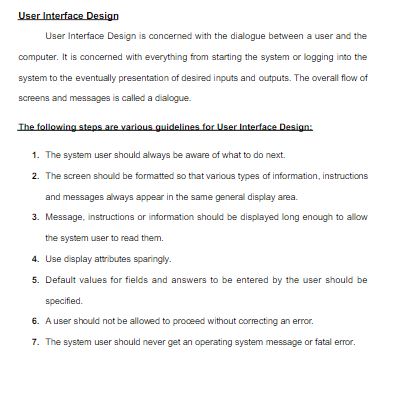 User Interface Design
User Interface Design is concerned with the dialogue between a user and the
computer. It is concerned with everything from starting the system or logging into the
system to the eventually presentation of desired inputs and outputs. The overall flow of
screens and messages is called a dialogue.
The following steps are various guidelines for User Interface Design:
1. The system user should always be aware of what to do next.
2. The screen should be formatted so that various types of information, instructions
and messages always appear in the same general display area.
3. Message, instructions or information should be displayed long enough to allow
the system user to read them.
4. Use display attributes sparingly.
5. Default values for fields and answers to be entered by the user should be
specified.
6. A user should not be allowed to proceed without correcting an error.
7. The system user should never get an operating system message or fatal error.